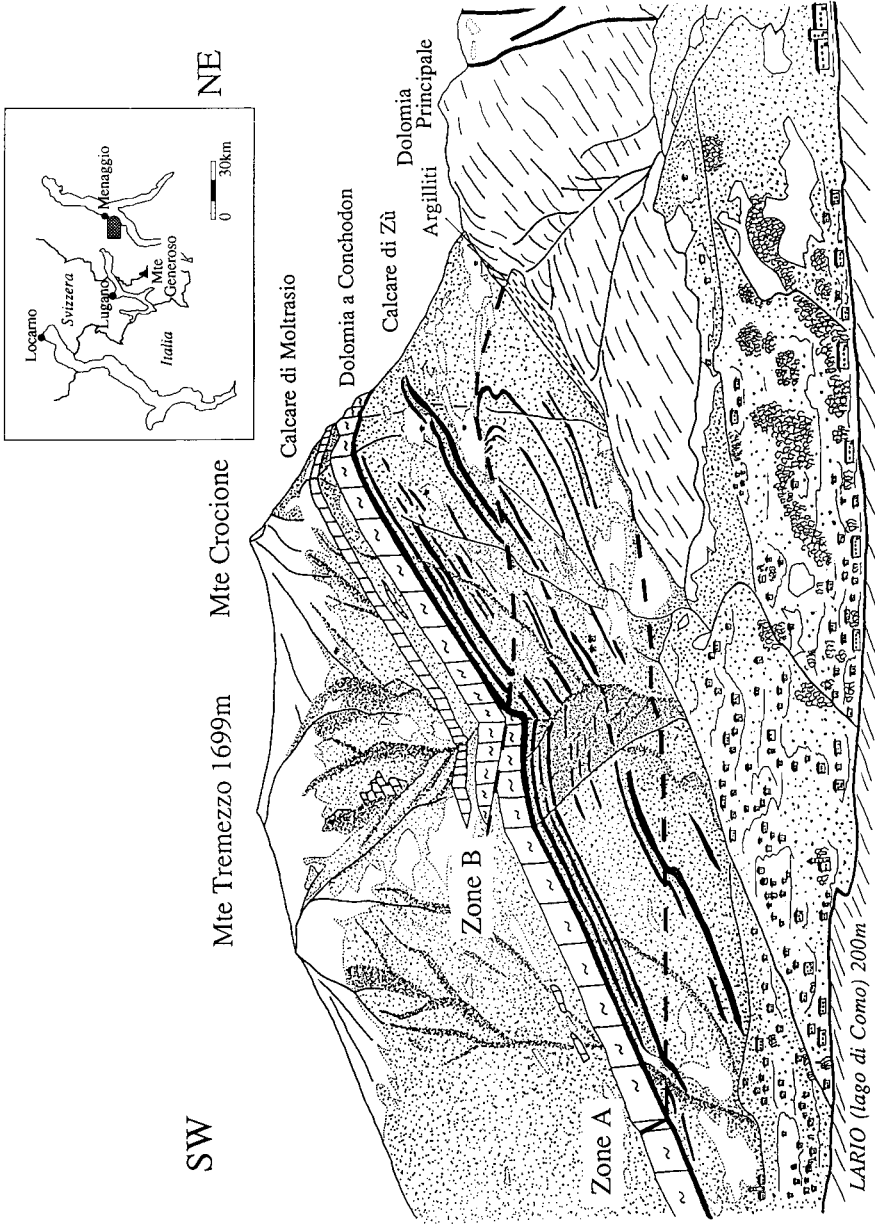 SW
Mte Tremezzo 1699m
Mte Crocione
NE
Locarno
Svizzera
Lugano
Menaggio
Mte
Generoso
Italia
0 30km
Calcare di Moltrasio
Dolomia a Conchodon
Calcare di Zù
Argilliti
Dolomia
Principale
Zone B
Zone A
LARIO (lago di Como) 200m